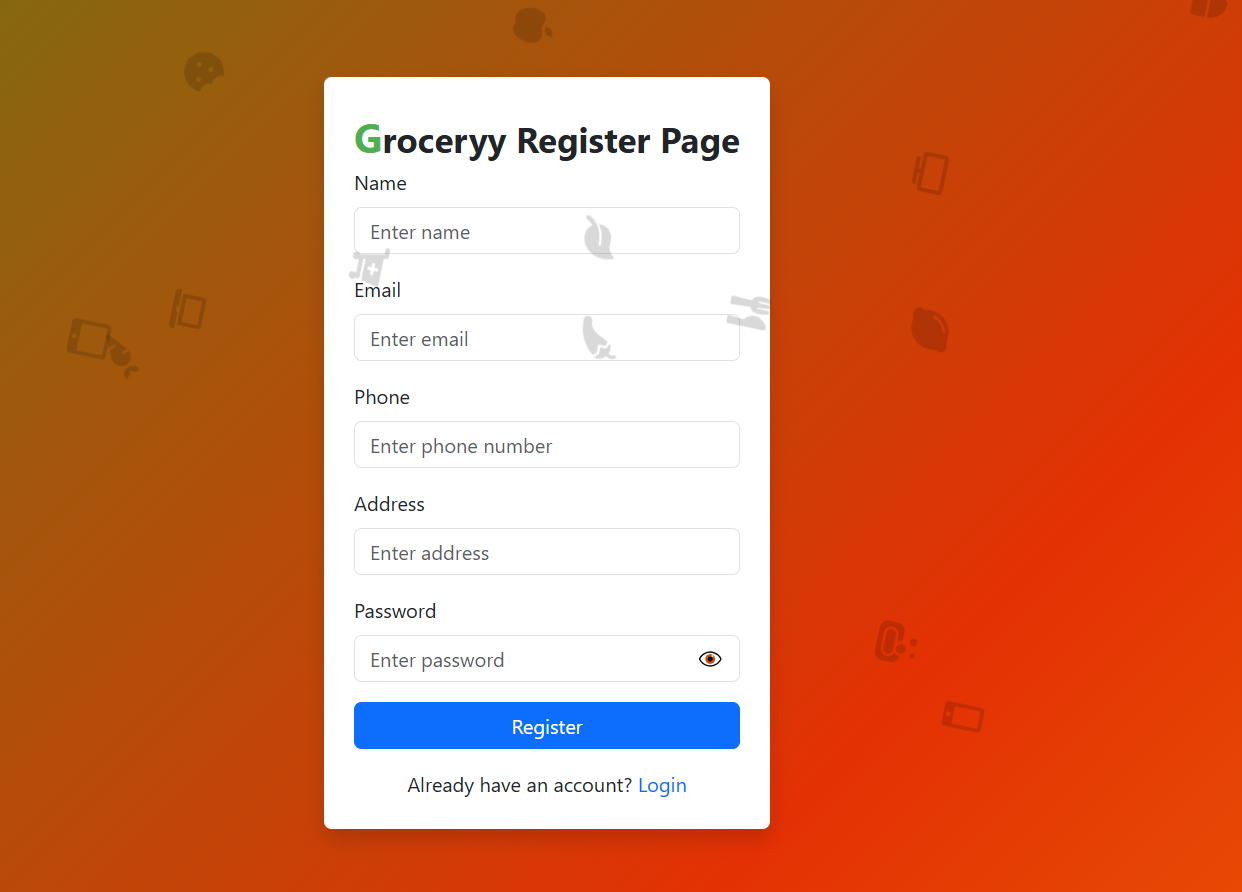 Groceryy Register Page
Name
Enter name
Email
Enter email
Phone
Enter phone number
Address
Enter address
Password
Enter password
Register
Already have an account? Login